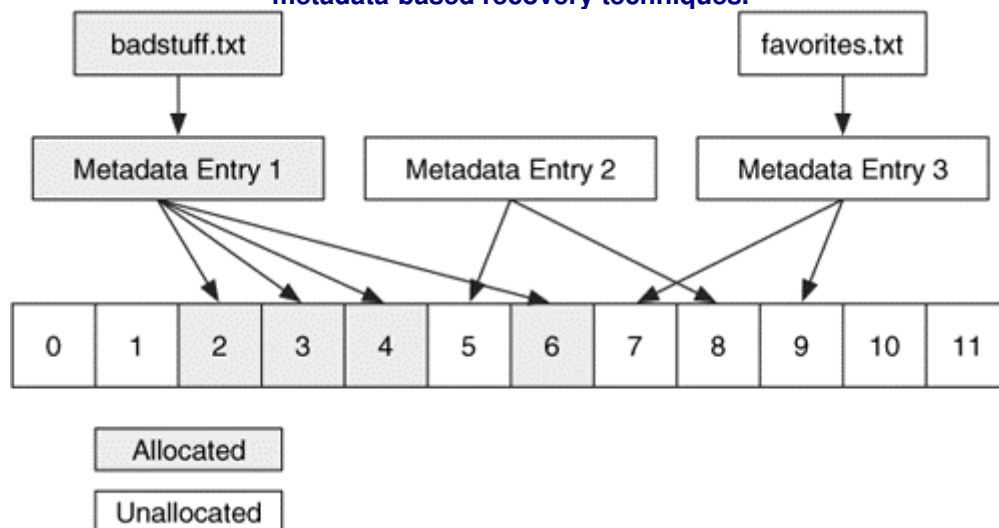 metadata-based recovery techniques.
badstuff.txt favorites.txt
Metadata Entry 1 Metadata Entry 2 Metadata Entry 3
0 1 2 3 4 5 6 7 8 9 10 11
Allocated
Unallocated